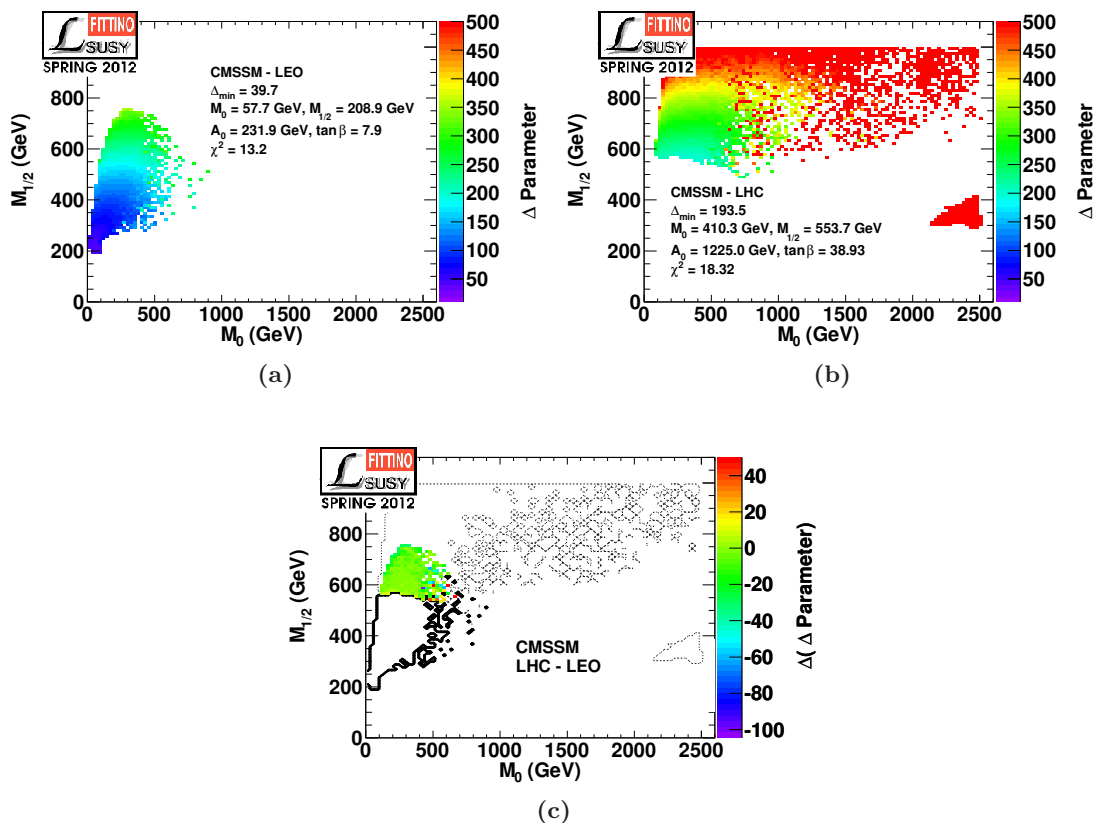 FITTINO
SUSY
SPRING 2012
CMSSM - LEO
Δmin = 39.7
M0 = 57.7 GeV, M1/2 = 208.9 GeV
A0 = 231.9 GeV, tanβ = 7.9
χ² = 13.2
M1/2 (GeV)
800
600
400
200
0
0 500 1000 1500 2000 2500
M0 (GeV)
500
450
400
350
300
250
200
150
100
50
Δ Parameter
(a)
FITTINO
SUSY
SPRING 2012
CMSSM - LHC
Δmin = 193.5
M0 = 410.3 GeV, M1/2 = 553.7 GeV
A0 = 1225.0 GeV, tanβ = 38.93
χ² = 18.32
M1/2 (GeV)
800
600
400
200
0
0 500 1000 1500 2000 2500
M0 (GeV)
500
450
400
350
300
250
200
150
100
50
Δ Parameter
(b)
FITTINO
SUSY
SPRING 2012
CMSSM
LHC - LEO
M1/2 (GeV)
800
600
400
200
0
0 500 1000 1500 2000 2500
M0 (GeV)
40
20
0
-20
-40
-60
-80
-100
Δ( Δ Parameter)
(c)